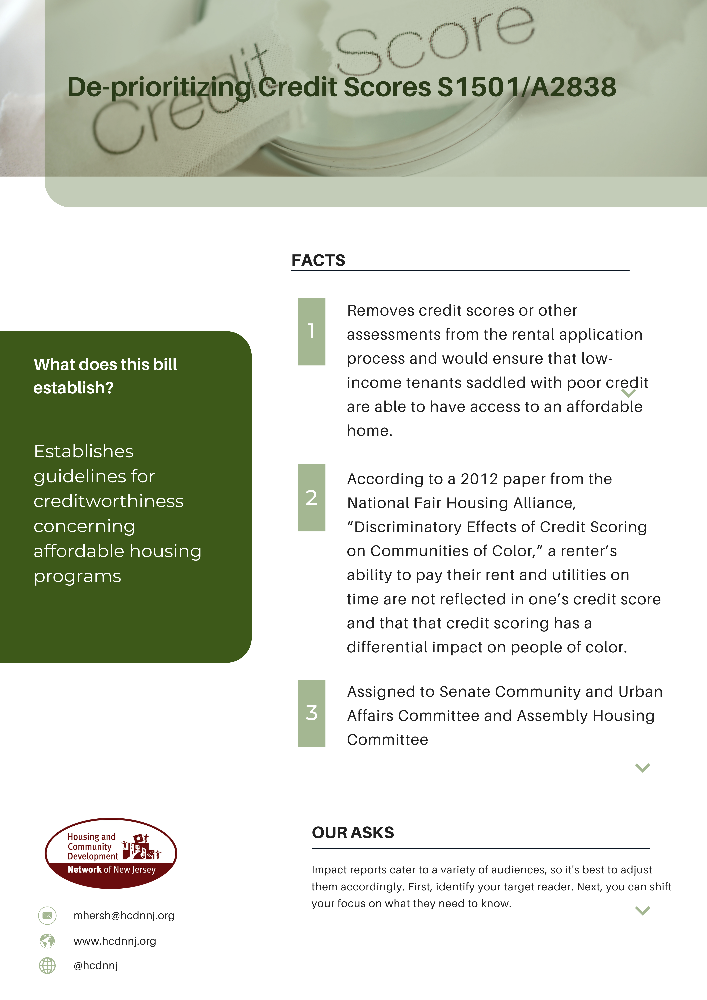 Credit Score
De-prioritizing Credit Scores S1501/A2838
What does this bill
establish?
Establishes
guidelines for
creditworthiness
concerning
affordable housing
programs
FACTS
1
Removes credit scores or other
assessments from the rental application
process and would ensure that low-
income tenants saddled with poor credit
are able to have access to an affordable
home.
2
According to a 2012 paper from the
National Fair Housing Alliance,
“Discriminatory Effects of Credit Scoring
on Communities of Color,” a renter’s
ability to pay their rent and utilities on
time are not reflected in one’s credit score
and that that credit scoring has a
differential impact on people of color.
3
Assigned to Senate Community and Urban
Affairs Committee and Assembly Housing
Committee
Housing and
Community
Development
Network of New Jersey
mhersh@hcdnnj.org
www.hcdnnj.org
@hcdnnj
OUR ASKS
Impact reports cater to a variety of audiences, so it's best to adjust
them accordingly. First, identify your target reader. Next, you can shift
your focus on what they need to know.